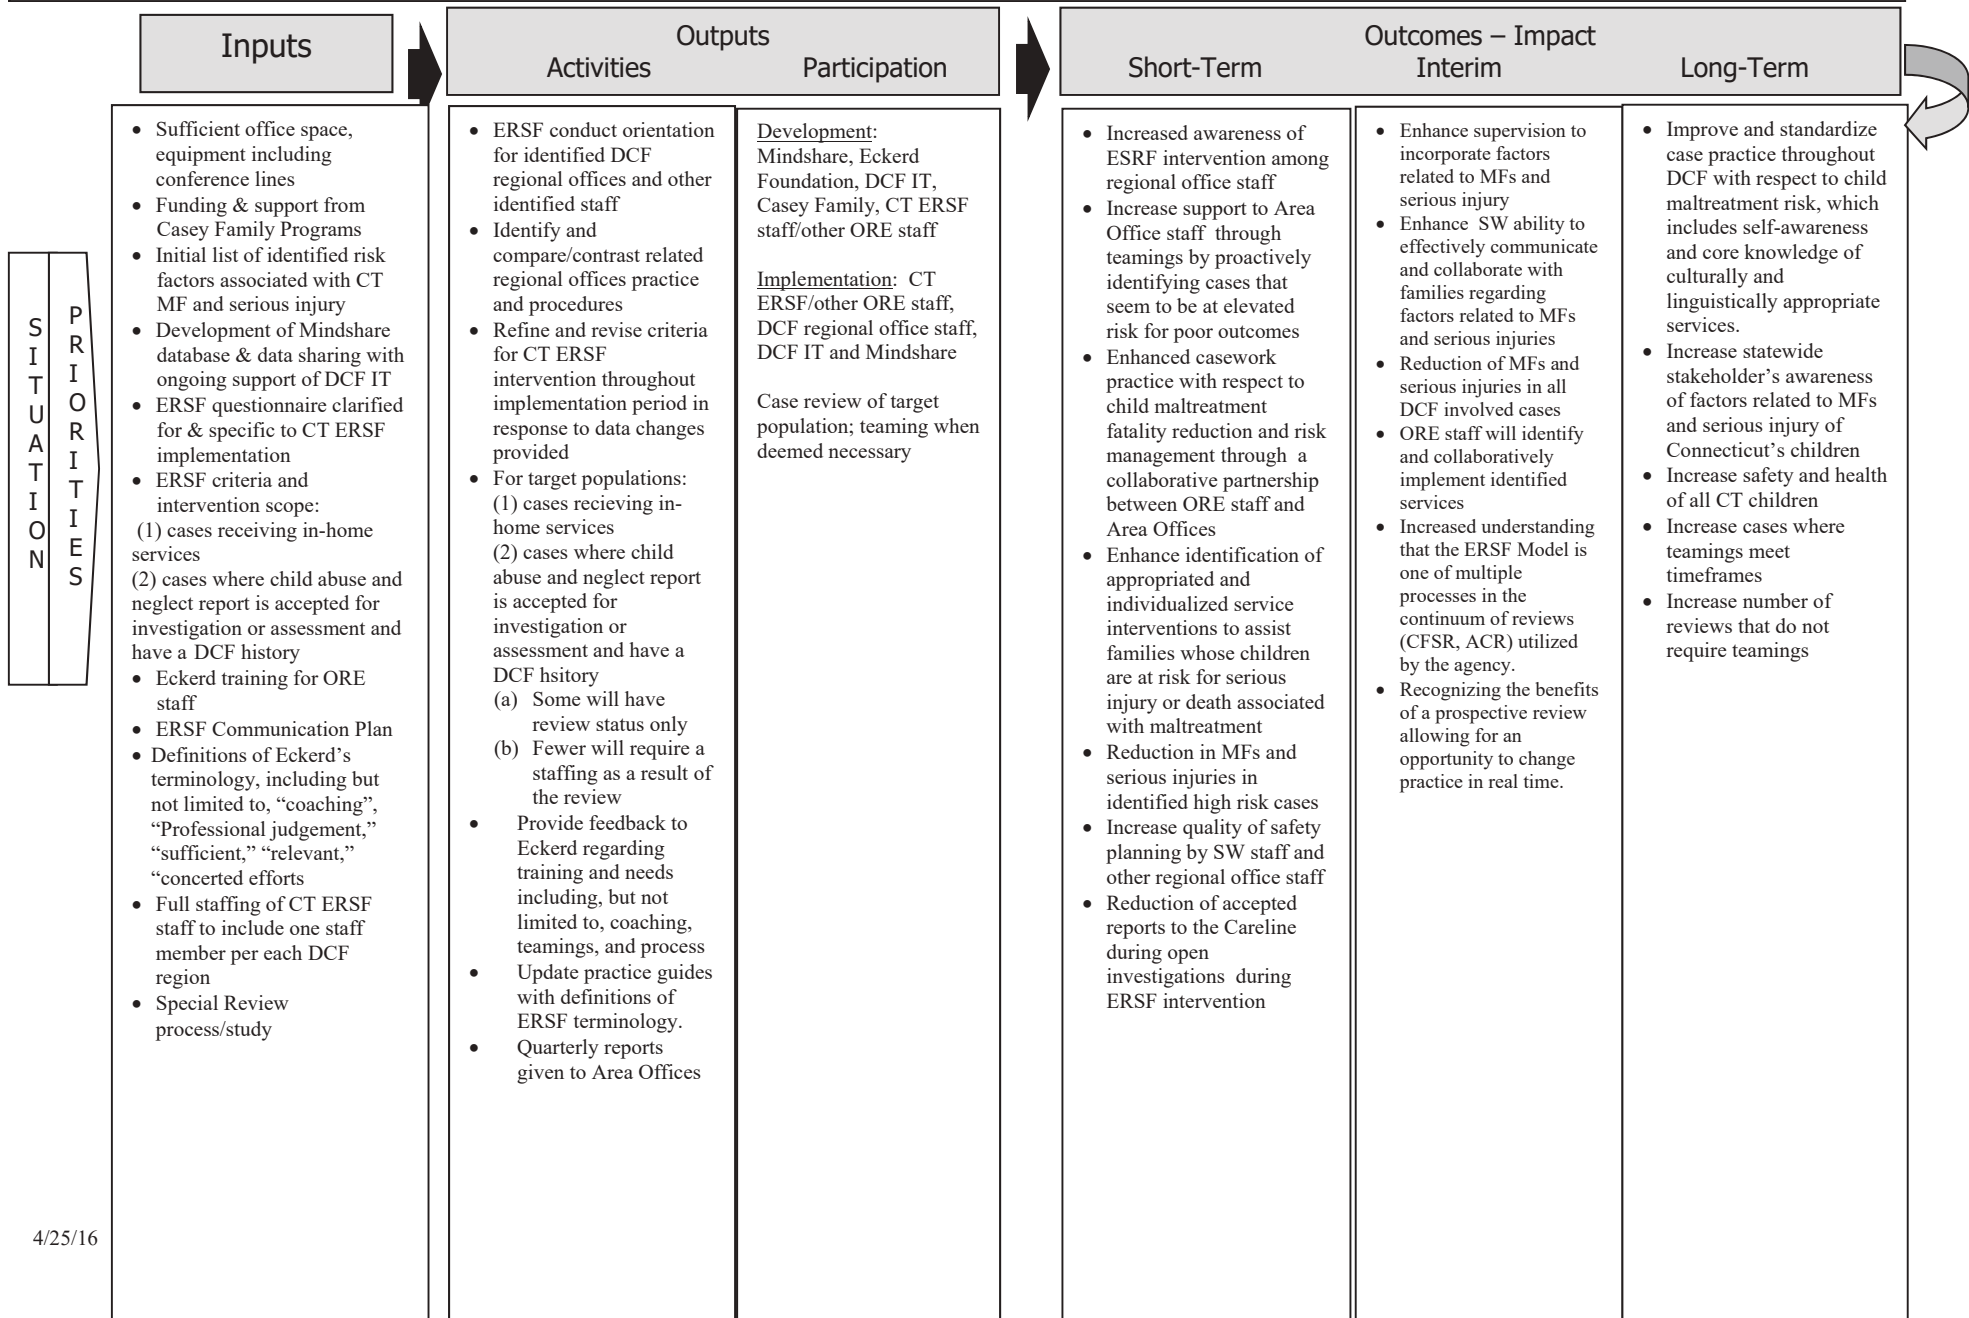 Inputs
Outputs
Activities
Participation
Outcomes – Impact
Short-Term
Interim
Long-Term
SITUATION
PRIORITIES
• Sufficient office space,
equipment including
conference lines
• Funding & support from
Casey Family Programs
• Initial list of identified risk
factors associated with CT
MF and serious injury
• Development of Mindshare
database & data sharing with
ongoing support of DCF IT
• ERSF questionnaire clarified
for & specific to CT ERSF
implementation
• ERSF criteria and
intervention scope:
(1) cases receiving in-home
services
(2) cases where child abuse and
neglect report is accepted for
investigation or assessment and
have a DCF history
• Eckerd training for ORE
staff
• ERSF Communication Plan
• Definitions of Eckerd’s
terminology, including but
not limited to, “coaching”,
“Professional judgement,”
“sufficient,” “relevant,”
“concerted efforts
• Full staffing of CT ERSF
staff to include one staff
member per each DCF
region
• Special Review
process/study
• ERSF conduct orientation
for identified DCF
regional offices and other
identified staff
• Identify and
compare/contrast related
regional offices practice
and procedures
• Refine and revise criteria
for CT ERSF
intervention throughout
implementation period in
response to data changes
provided
• For target populations:
(1) cases recieving in-
home services
(2) cases where child
abuse and neglect report
is accepted for
investigation or
assessment and have a
DCF hsitory
(a) Some will have
review status only
(b) Fewer will require a
staffing as a result of
the review
• Provide feedback to
Eckerd regarding
training and needs
including, but not
limited to, coaching,
teamings, and process
• Update practice guides
with definitions of
ERSF terminology.
• Quarterly reports
given to Area Offices
Development:
Mindshare, Eckerd
Foundation, DCF IT,
Casey Family, CT ERSF
staff/other ORE staff
Implementation: CT
ERSF/other ORE staff,
DCF regional office staff,
DCF IT and Mindshare
Case review of target
population; teaming when
deemed necessary
• Increased awareness of
ESRF intervention among
regional office staff
• Increase support to Area
Office staff through
teamings by proactively
identifying cases that
seem to be at elevated
risk for poor outcomes
• Enhanced casework
practice with respect to
child maltreatment
fatality reduction and risk
management through a
collaborative partnership
between ORE staff and
Area Offices
• Enhance identification of
appropriated and
individualized service
interventions to assist
families whose children
are at risk for serious
injury or death associated
with maltreatment
• Reduction in MFs and
serious injuries in
identified high risk cases
• Increase quality of safety
planning by SW staff and
other regional office staff
• Reduction of accepted
reports to the Careline
during open
investigations during
ERSF intervention
• Enhance supervision to
incorporate factors
related to MFs and
serious injury
• Enhance SW ability to
effectively communicate
and collaborate with
families regarding
factors related to MFs
and serious injuries
• Reduction of MFs and
serious injuries in all
DCF involved cases
• ORE staff will identify
and collaboratively
implement identified
services
• Increased understanding
that the ERSF Model is
one of multiple
processes in the
continuum of reviews
(CFSR, ACR) utilized
by the agency.
• Recognizing the benefits
of a prospective review
allowing for an
opportunity to change
practice in real time.
• Improve and standardize
case practice throughout
DCF with respect to child
maltreatment risk, which
includes self-awareness
and core knowledge of
culturally and
linguistically appropriate
services.
• Increase statewide
stakeholder’s awareness
of factors related to MFs
and serious injury of
Connecticut’s children
• Increase safety and health
of all CT children
• Increase cases where
teamings meet
timeframes
• Increase number of
reviews that do not
require teamings
4/25/16